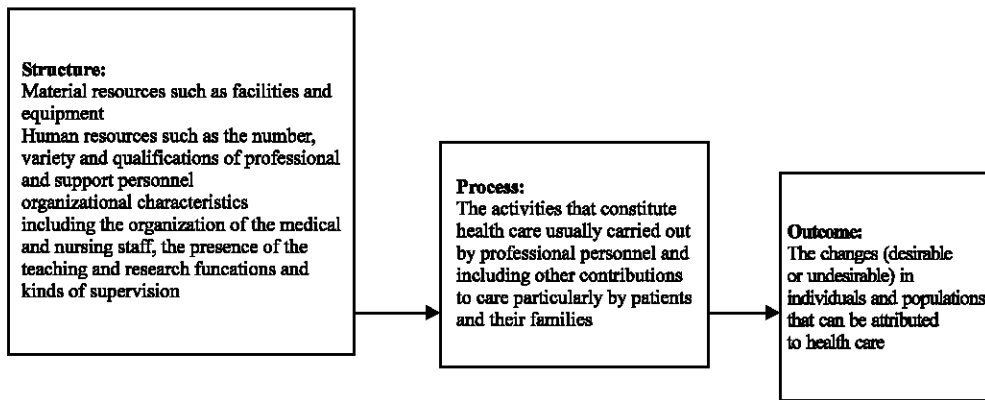 Structure:
Material resources such as facilities and
equipment
Human resources such as the number,
variety and qualifications of professional
and support personnel
organizational characteristics
including the organization of the medical
and nursing staff, the presence of the
teaching and research funcations and
kinds of supervision
Process:
The activities that constitute
health care usually carried out
by professional personnel and
including other contributions
to care particularly by patients
and their families
Outcome:
The changes (desirable
or undesirable) in
individuals and populations
that can be attributed
to health care